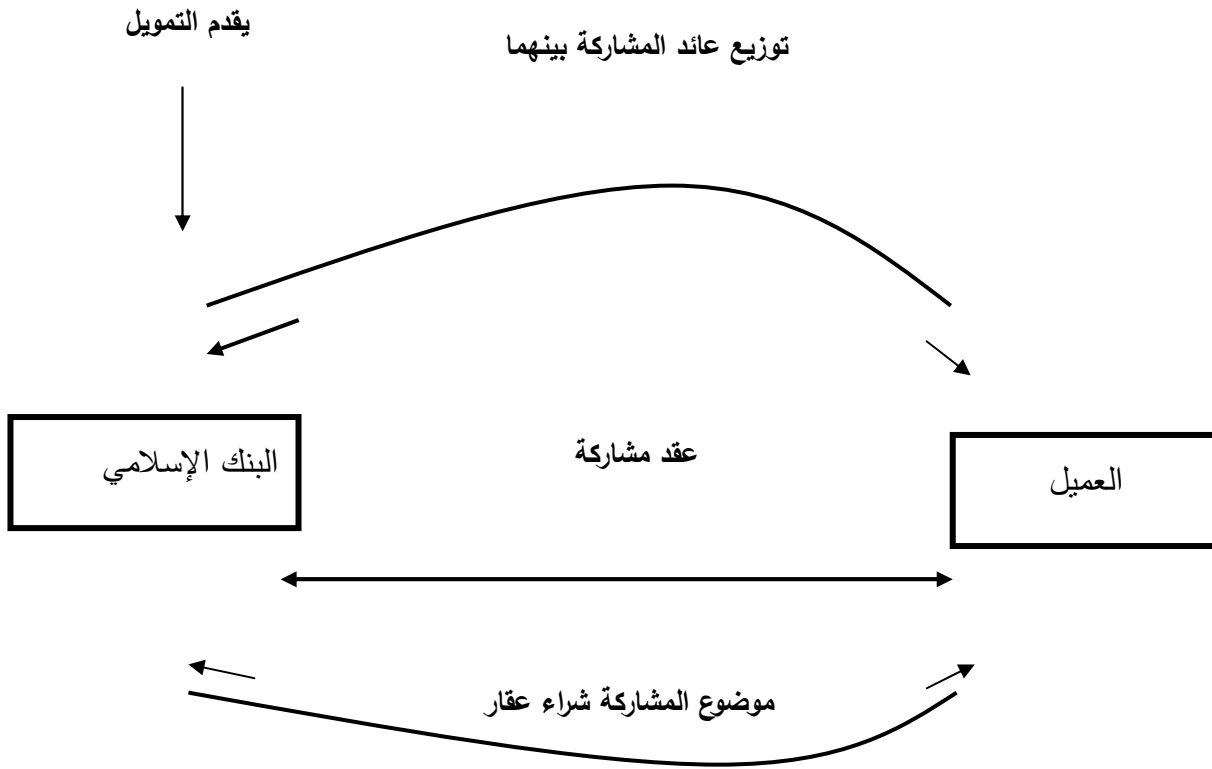 يقدم التمويل
توزيع عائد المشاركة بينهما
عقد مشاركة
البنك الإسلامي
العميل
موضوع المشاركة شراء عقار